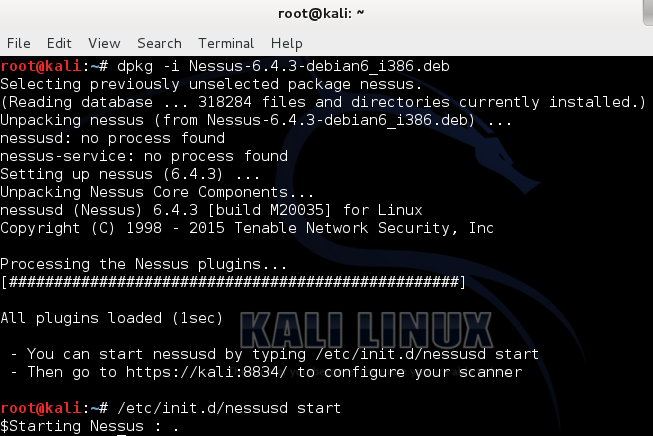 root@kali: ~
File Edit View Search Terminal Help
root@kali:~# dpkg -i Nessus-6.4.3-debian6_i386.deb
Selecting previously unselected package nessus.
(Reading database ... 318284 files and directories currently installed.)
Unpacking nessus (from Nessus-6.4.3-debian6_i386.deb) ...
nessusd: no process found
nessus-service: no process found
Setting up nessus (6.4.3) ...
Unpacking Nessus Core Components...
nessusd (Nessus) 6.4.3 [build M20035] for Linux
Copyright (C) 1998 - 2015 Tenable Network Security, Inc
Processing the Nessus plugins...
[##################################################]
All plugins loaded (1sec)
KALI LINUX
- You can start nessusd by typing /etc/init.d/nessusd start
- Then go to https://kali:8834/ to configure your scanner
root@kali:~# /etc/init.d/nessusd start
$Starting Nessus : .